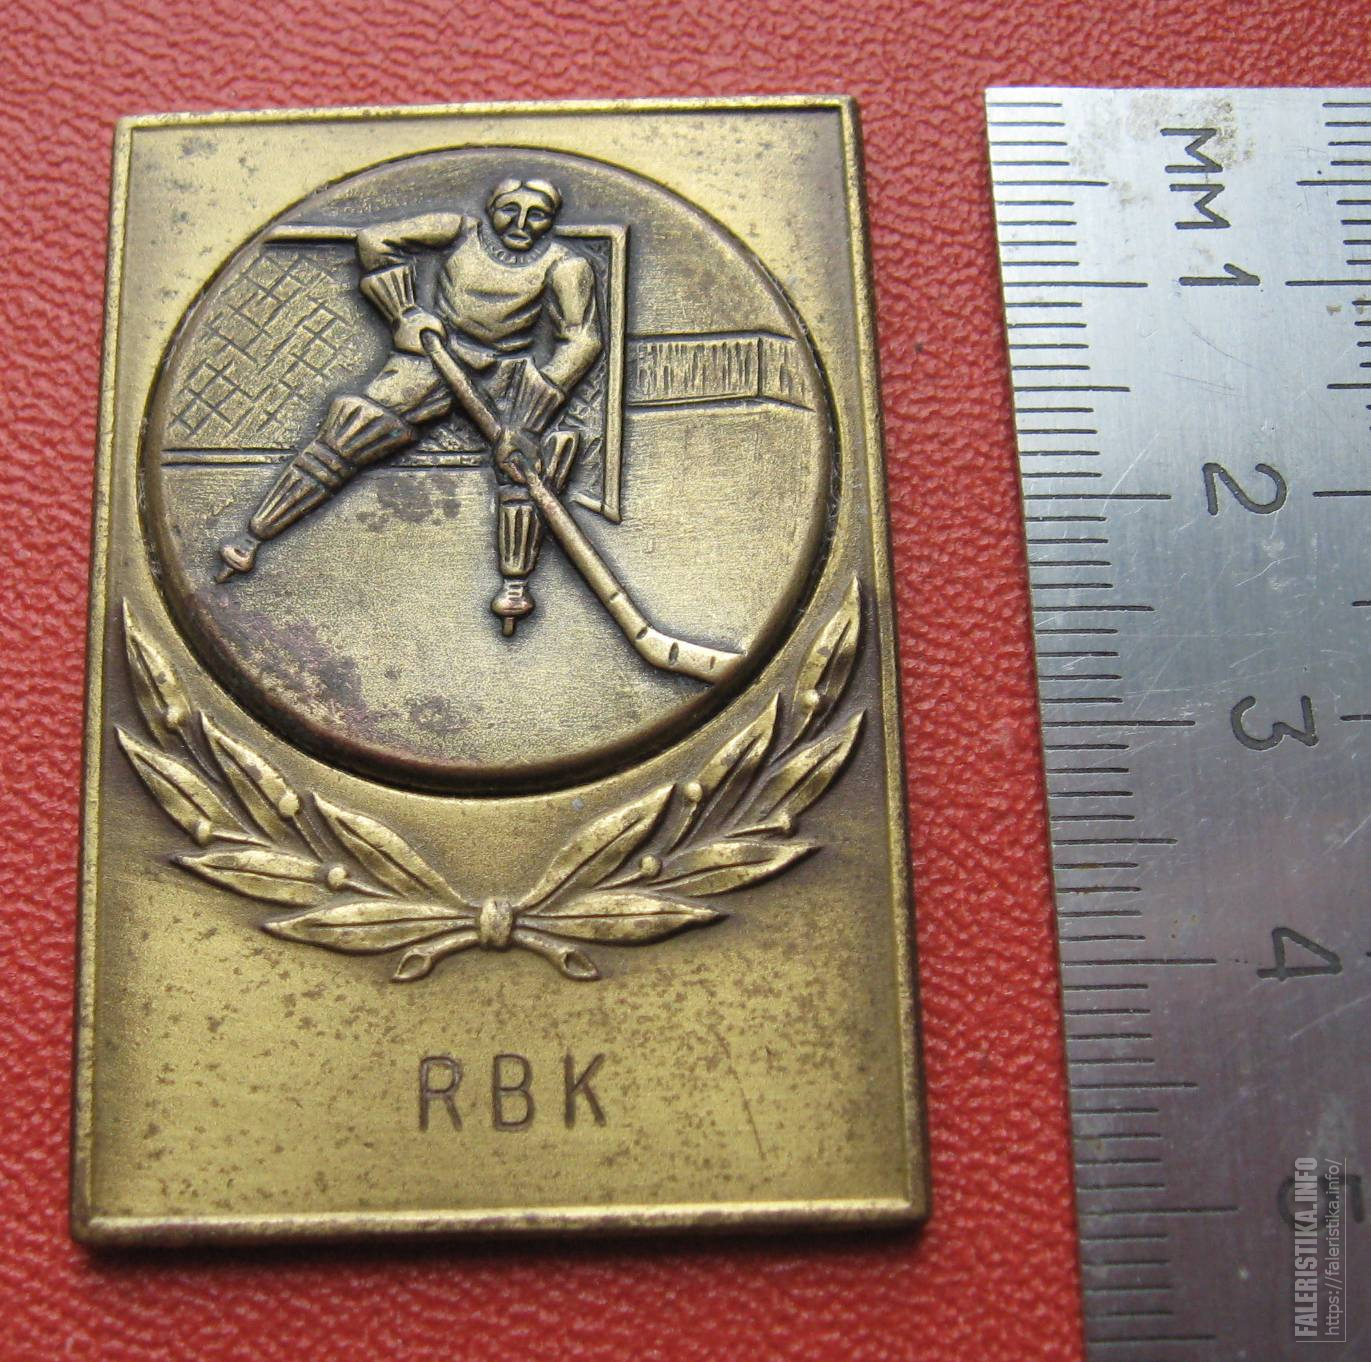 RBK
мм 1
2
3
4
5
FALERISTIKA.INFO
https://faleristika.info/